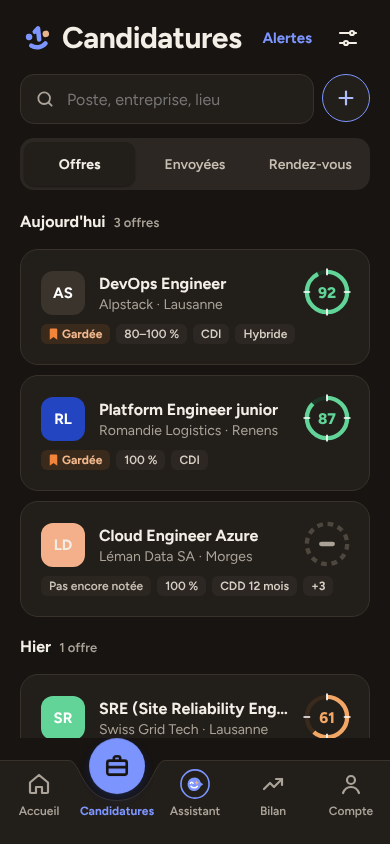 Candidatures
Alertes
Poste, entreprise, lieu
Offres Envoyées Rendez-vous
Aujourd'hui 3 offres
AS
DevOps Engineer
Alpstack · Lausanne
92
Gardée 80–100 % CDI Hybride
RL
Platform Engineer junior
Romandie Logistics · Renens
87
Gardée 100 % CDI
LD
Cloud Engineer Azure
Léman Data SA · Morges
Pas encore notée 100 % CDD 12 mois +3
Hier 1 offre
SR
SRE (Site Reliability Eng...
Swiss Grid Tech · Lausanne
61
Accueil Candidatures Assistant Bilan Compte